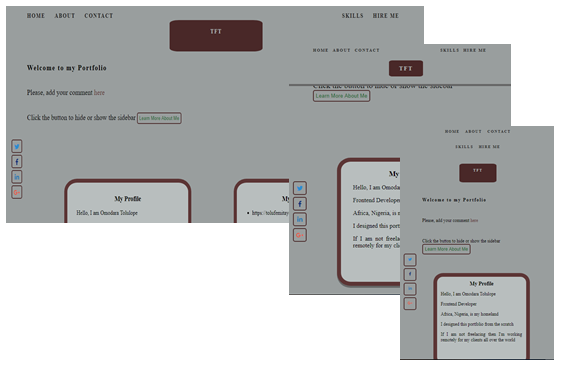 HOME ABOUT CONTACT SKILLS HIRE ME
TFT
Welcome to my Portfolio
Please, add your comment here
Click the button to hide or show the sidebar Learn More About Me
My Profile
Hello, I am Omodara Tolulope
My
HOME ABOUT CONTACT SKILLS HIRE ME
TFT
Click the button to hide or show the sidebar
Learn More About Me
My
Hello, I am Omodara
Frontend Developer
Africa, Nigeria, is m
I designed this port
If I am not freela
remotely for my cli
HOME ABOUT CONTACT
SKILLS HIRE ME
TFT
Welcome to my Portfolio
Please, add your comment here
Click the button to hide or show the sidebar
Learn More About Me
My Profile
Hello, I am Omodara Tolulope
Frontend Developer
Africa, Nigeria, is my homeland
I designed this portfolio from the scratch
If I am not freelancing then I'm working
remotely for my clients all over the world